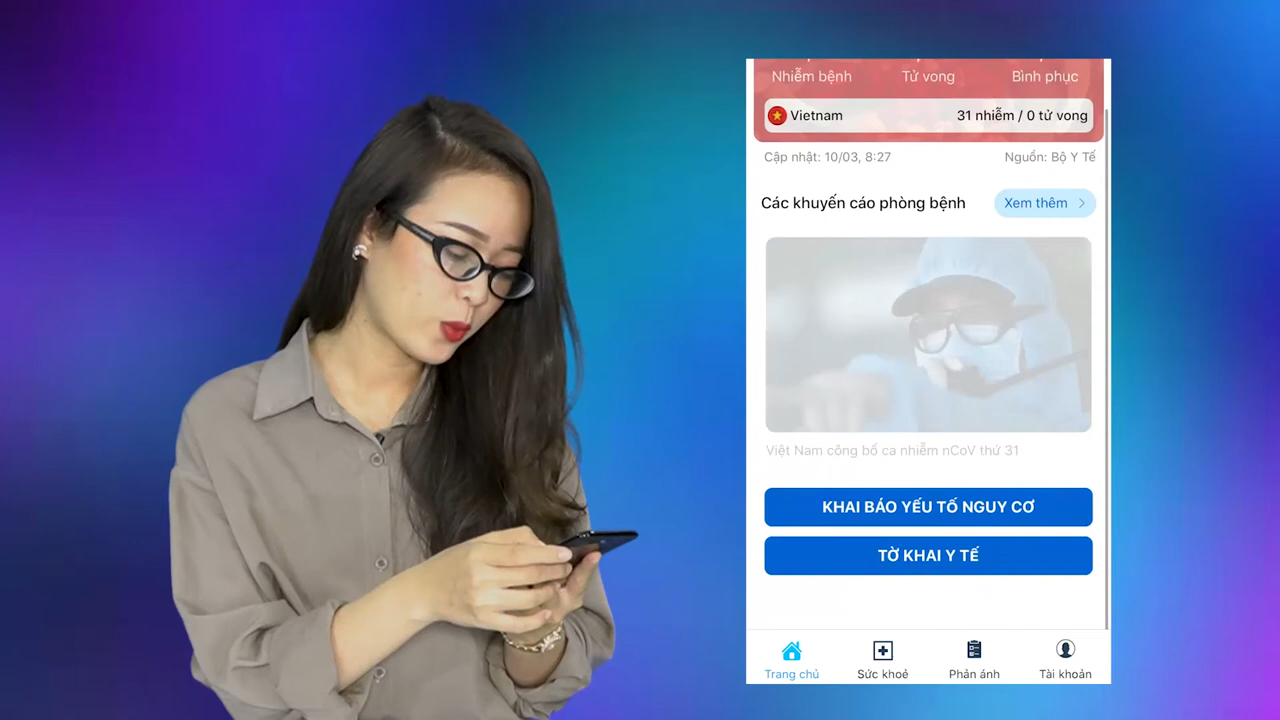 Nhiễm bệnh Tử vong Bình phục
Vietnam 31 nhiễm / 0 tử vong
Cập nhật: 10/03, 8:27 Nguồn: Bộ Y Tế
Các khuyến cáo phòng bệnh Xem thêm
Việt Nam công bố ca nhiễm nCoV thứ 31
KHAI BÁO YẾU TỐ NGUY CƠ
TỜ KHAI Y TẾ
Trang chủ Sức khoẻ Phản ánh Tài khoản